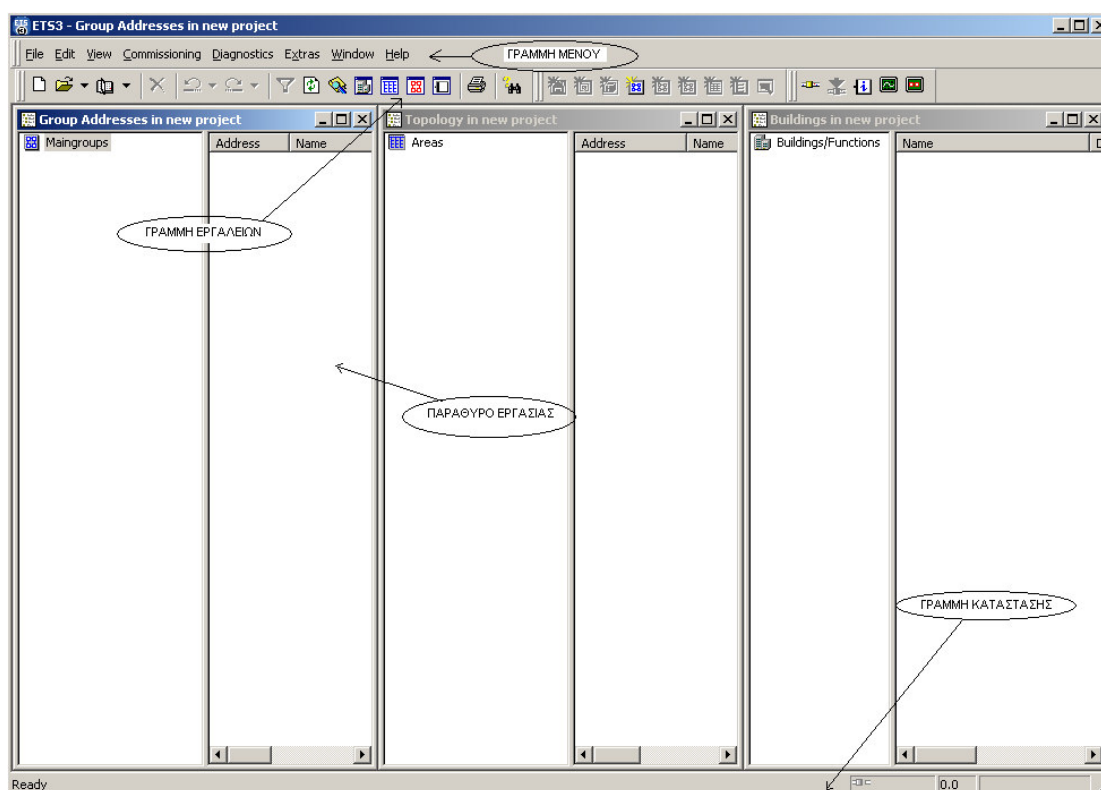 ETS3 - Group Addresses in new project
File Edit View Commissioning Diagnostics Extras Window Help
ΓΡΑΜΜΗ ΜΕΝΟΥ
Group Addresses in new project
Maingroups
Address Name
Topology in new project
Areas
Address Name
Buildings in new project
Buildings/Functions
Name D
ΓΡΑΜΜΗ ΕΡΓΑΛΕΙΩΝ
ΠΑΡΑΘΥΡΟ ΕΡΓΑΣΙΑΣ
ΓΡΑΜΜΗ ΚΑΤΑΣΤΑΣΗΣ
Ready 0.0